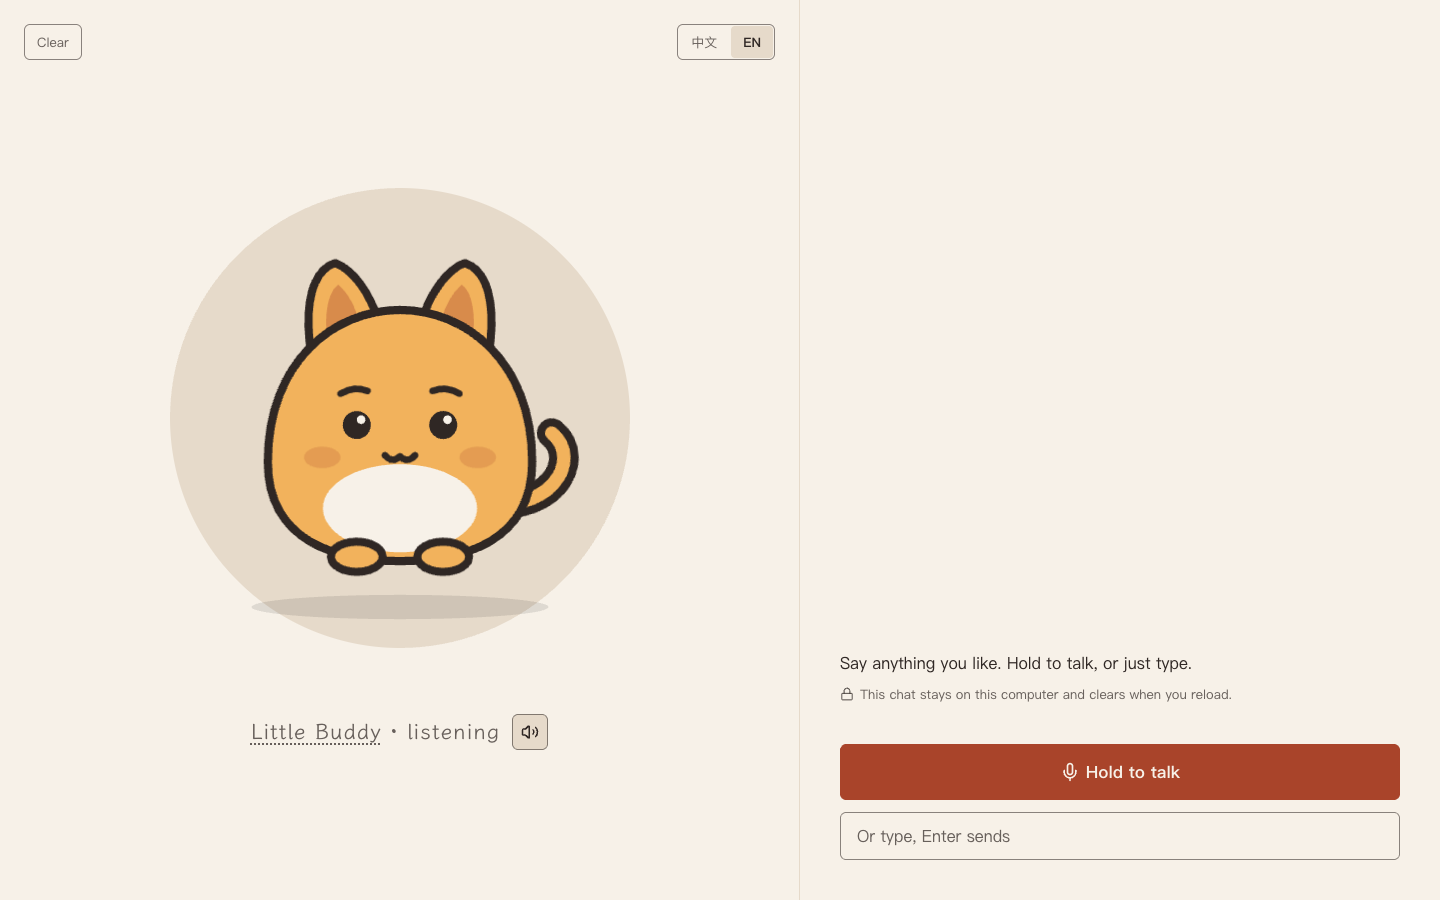 Clear
中文 EN
Little Buddy • listening
Say anything you like. Hold to talk, or just type.
This chat stays on this computer and clears when you reload.
Hold to talk
Or type, Enter sends